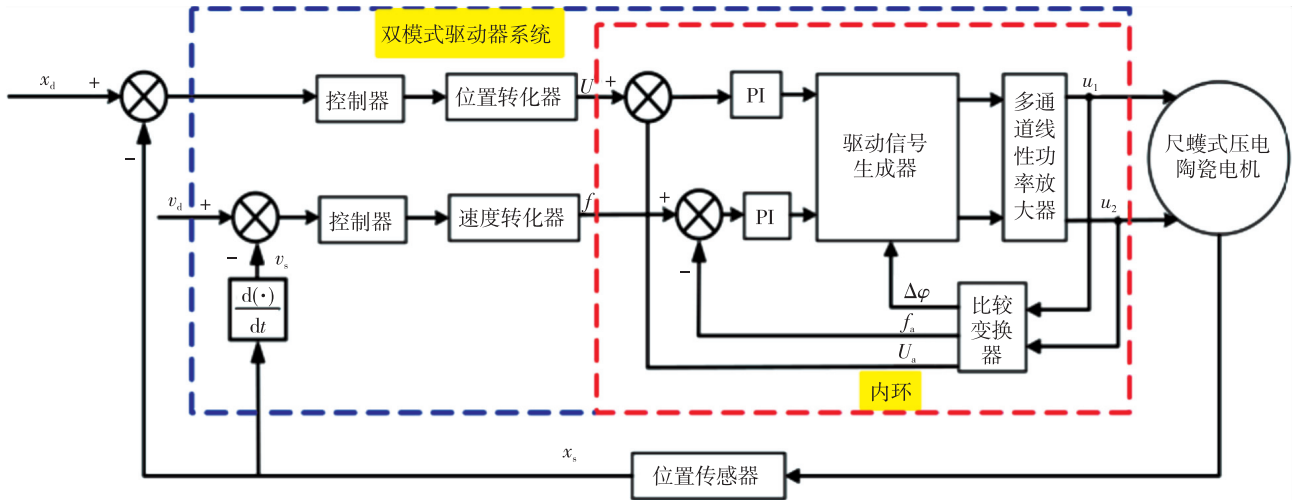 双模式驱动器系统
x_d
+
控制器
位置转化器
U
+
PI
驱动信号
生成器
多通
道线
性功
率放
大器
u_1
尺蠖式压电
陶瓷电机
−
v_d
+
控制器
速度转化器
f
+
PI
u_2
−
v_s
−
d(·)
dt
Δφ
f_a
U_a
比较
变换
器
内环
x_s
位置传感器